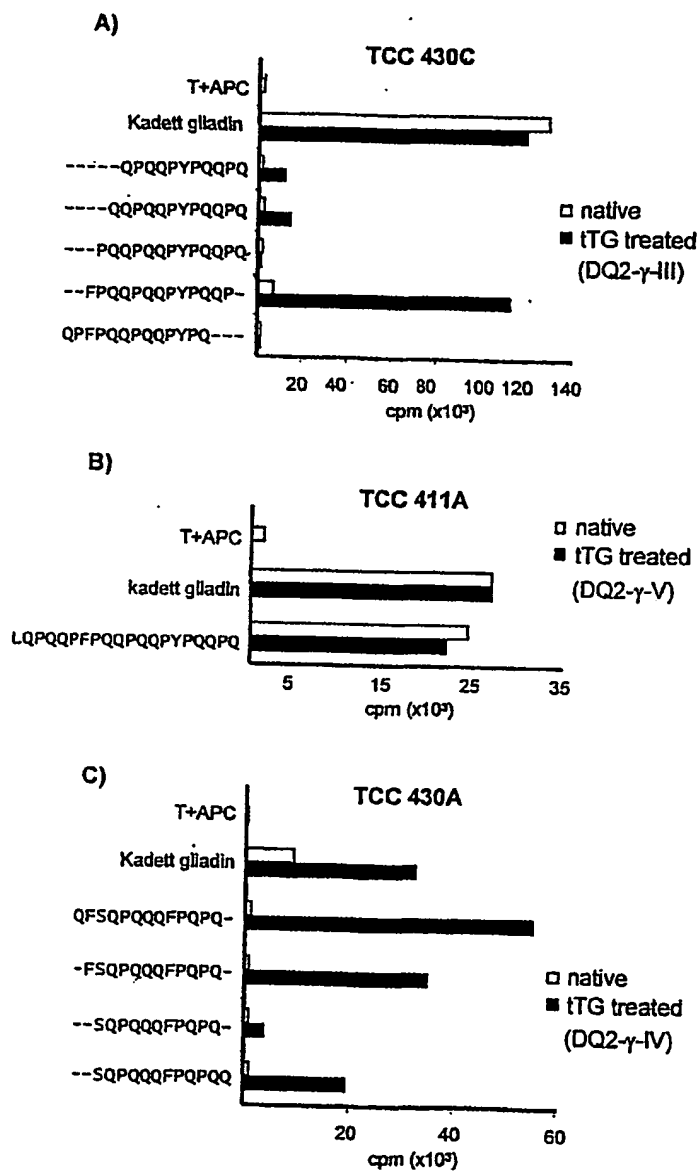 A)
TCC 430C
T+APC
Kadett gliadin
-----QPQQPYPQQPQ
----QQPQQPYPQQPQ
---PQQPQQPYPQQPQ
--FPQQPQQPYPQQP-
QPFPQQPQQPYPQ----
native
tTG treated
(DQ2-γ-III)
20 40 60 80 100 120 140
cpm (x10³)
B)
TCC 411A
T+APC
kadett gliadin
LQPQQPFPQQPQQPYPQQPQ
native
tTG treated
(DQ2-γ-V)
5 15 25 35
cpm (x10³)
C)
TCC 430A
T+APC
Kadett gliadin
QFSQPQQQFPQPQ-
-FSQPQQQFPQPQ-
--SQPQQQFPQPQ-
--SQPQQQFPQPQQ
native
tTG treated
(DQ2-γ-IV)
20 40 60
cpm (x10³)